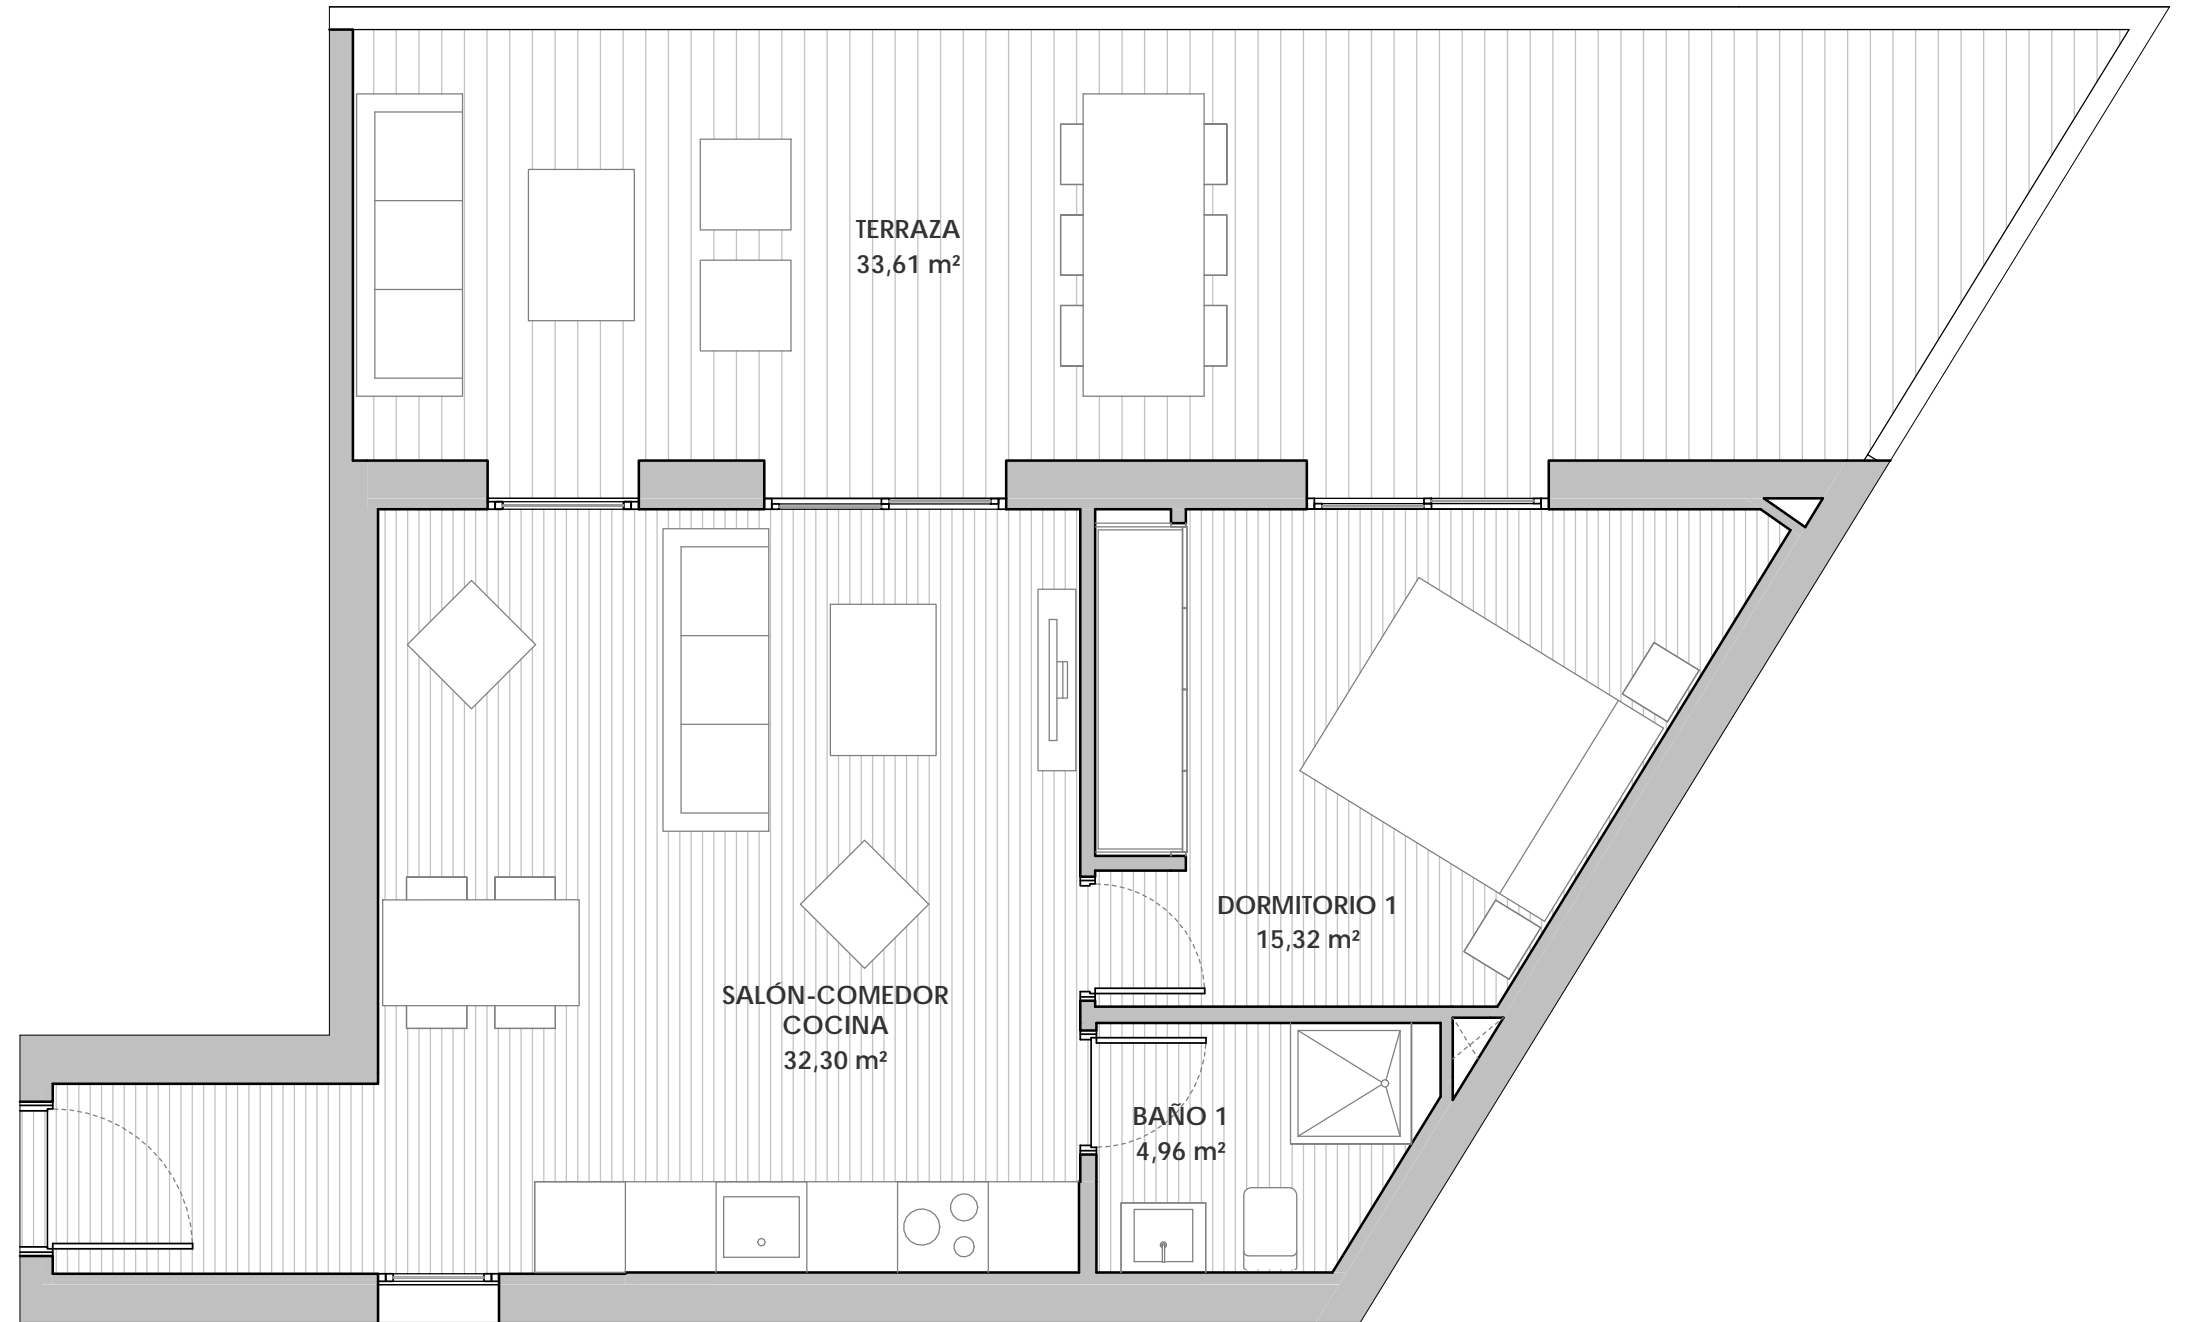 TERRAZA
33,61 m²
DORMITORIO 1
15,32 m²
SALÓN-COMEDOR
COCINA
32,30 m²
BAÑO 1
4,96 m²